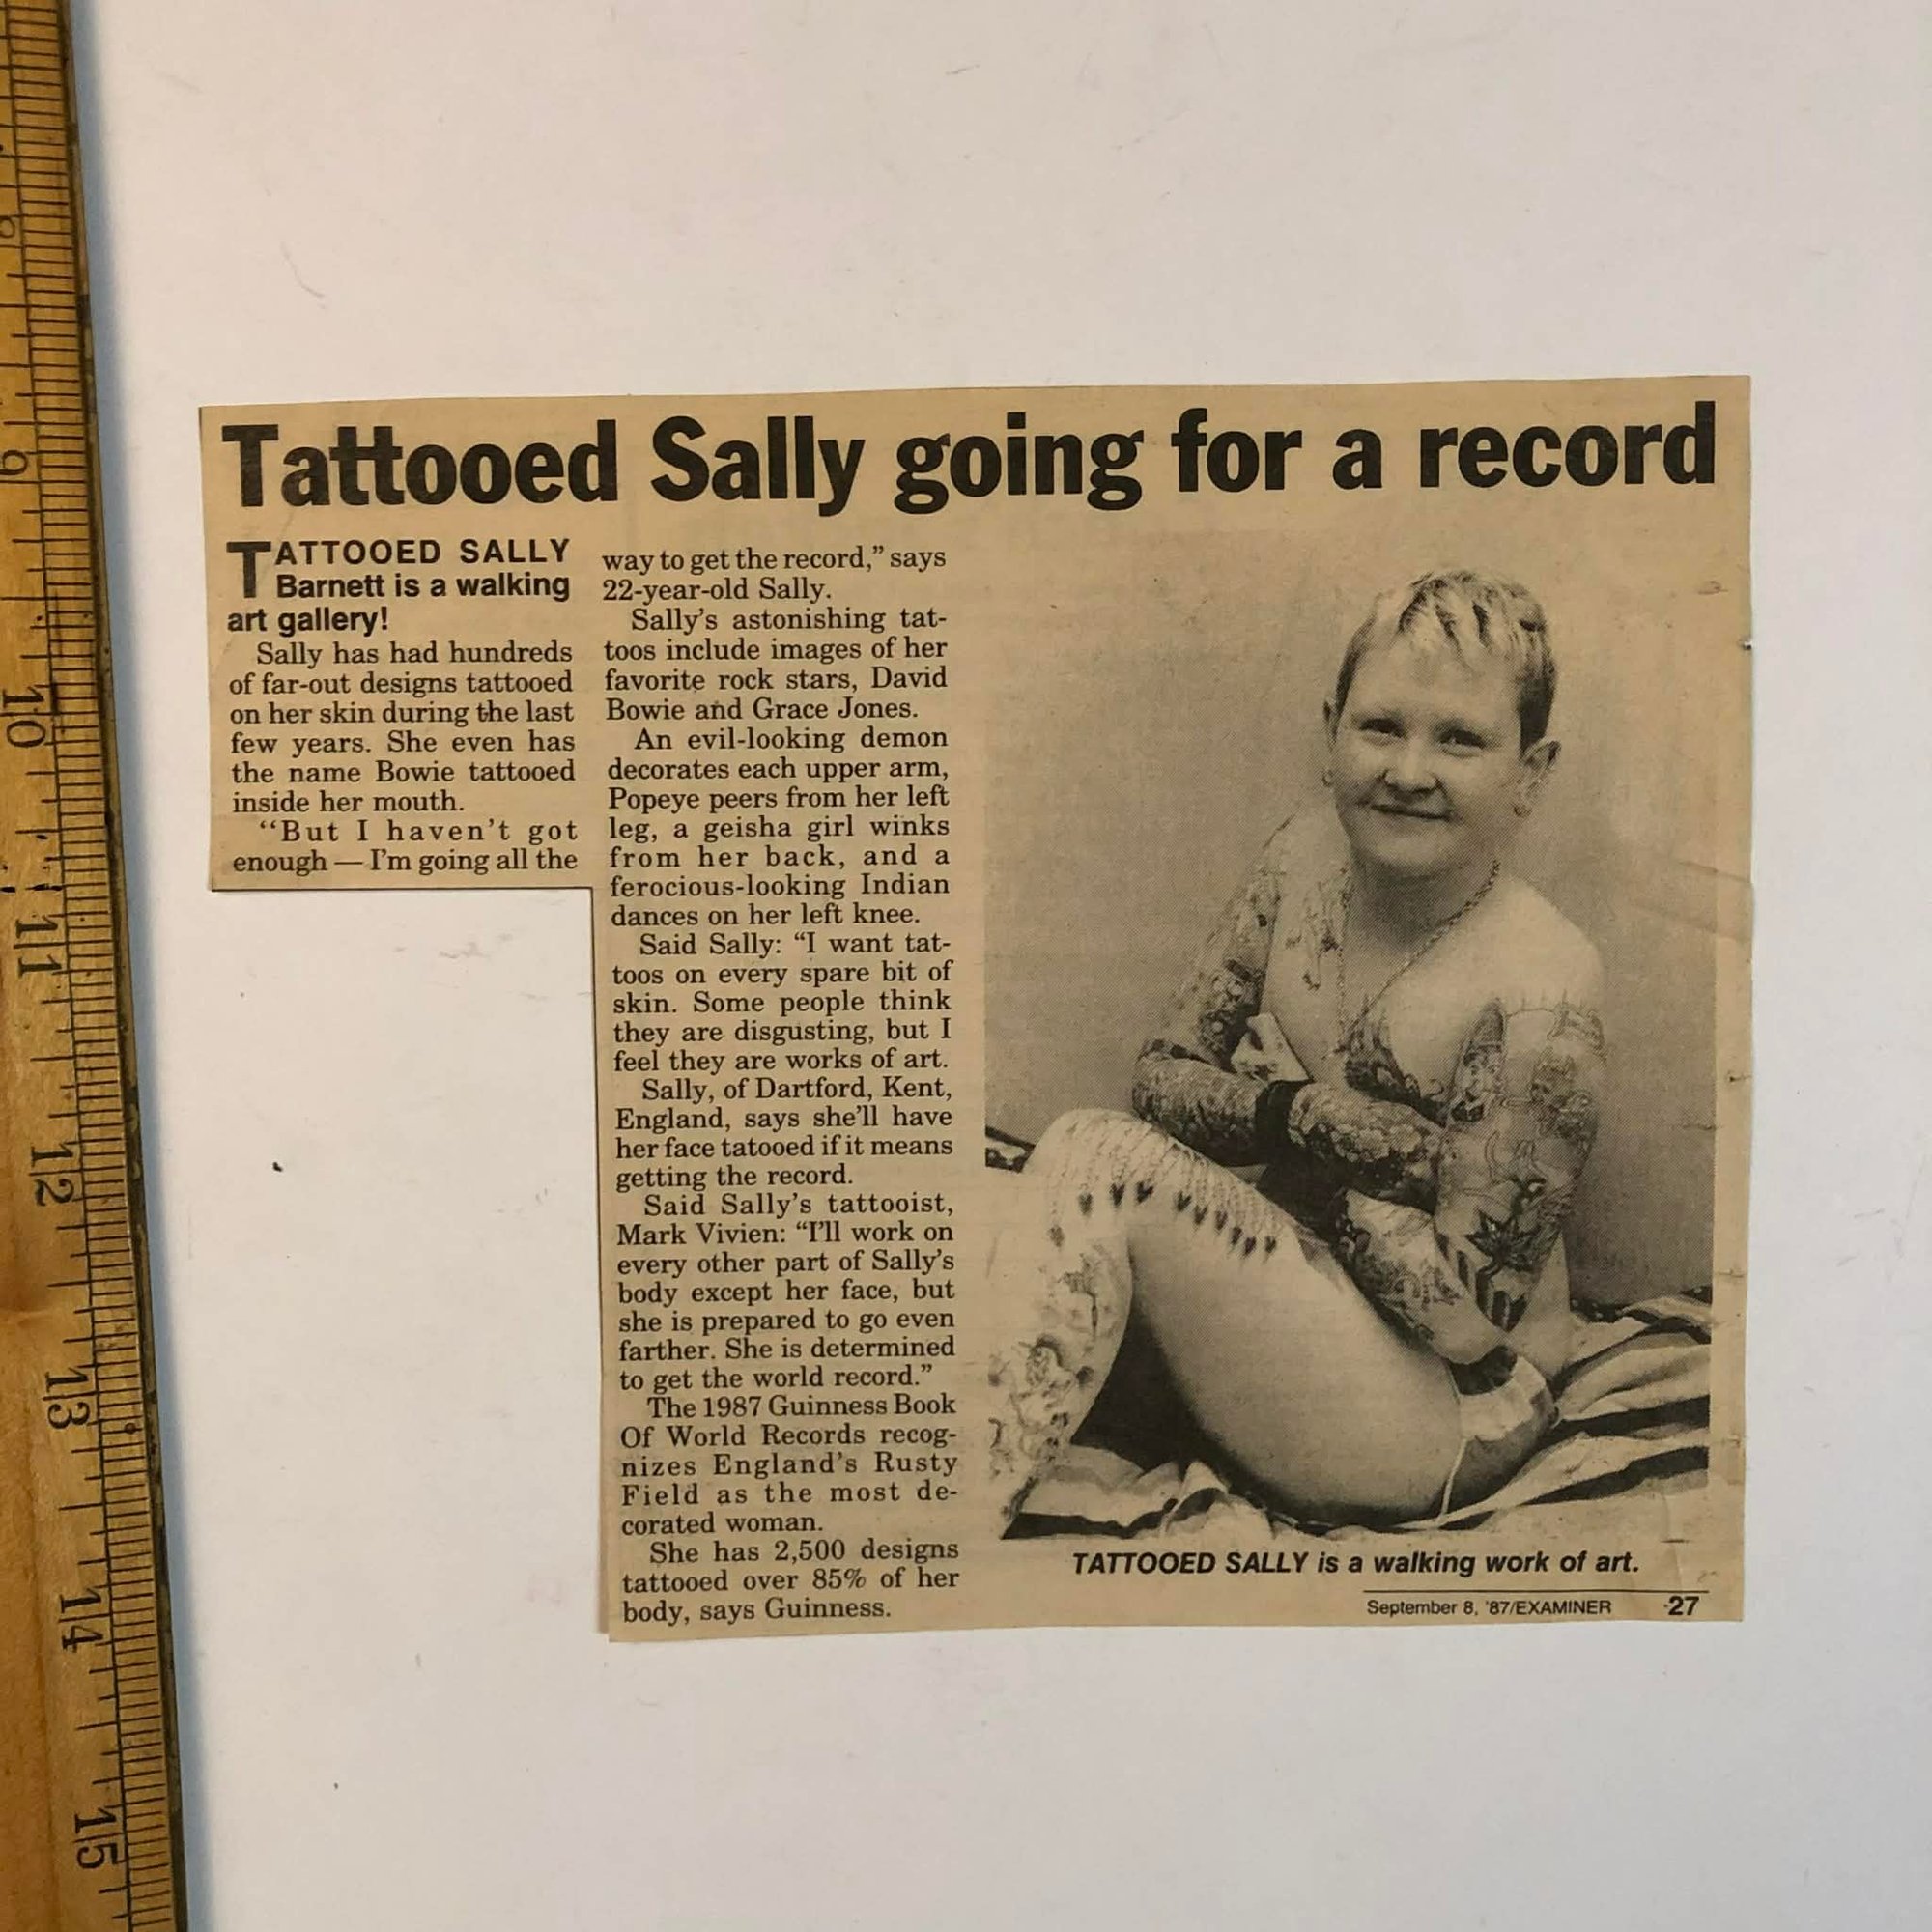 Tattooed Sally going for a record
TATTOOED SALLY
Barnett is a walking
art gallery!
Sally has had hundreds
of far-out designs tattooed
on her skin during the last
few years. She even has
the name Bowie tattooed
inside her mouth.
“But I haven't got
enough — I'm going all the
way to get the record,” says
22-year-old Sally.
Sally's astonishing tat-
toos include images of her
favorite rock stars, David
Bowie and Grace Jones.
An evil-looking demon
decorates each upper arm,
Popeye peers from her left
leg, a geisha girl winks
from her back, and a
ferocious-looking Indian
dances on her left knee.
Said Sally: “I want tat-
toos on every spare bit of
skin. Some people think
they are disgusting, but I
feel they are works of art.
Sally, of Dartford, Kent,
England, says she'll have
her face tatooed if it means
getting the record.
Said Sally's tattooist,
Mark Vivien: “I'll work on
every other part of Sally's
body except her face, but
she is prepared to go even
farther. She is determined
to get the world record.”
The 1987 Guinness Book
Of World Records recog-
nizes England's Rusty
Field as the most de-
corated woman.
She has 2,500 designs
tattooed over 85% of her
body, says Guinness.
TATTOOED SALLY is a walking work of art.
September 8, '87/EXAMINER 27
8
9
10
11
12
13
14
15